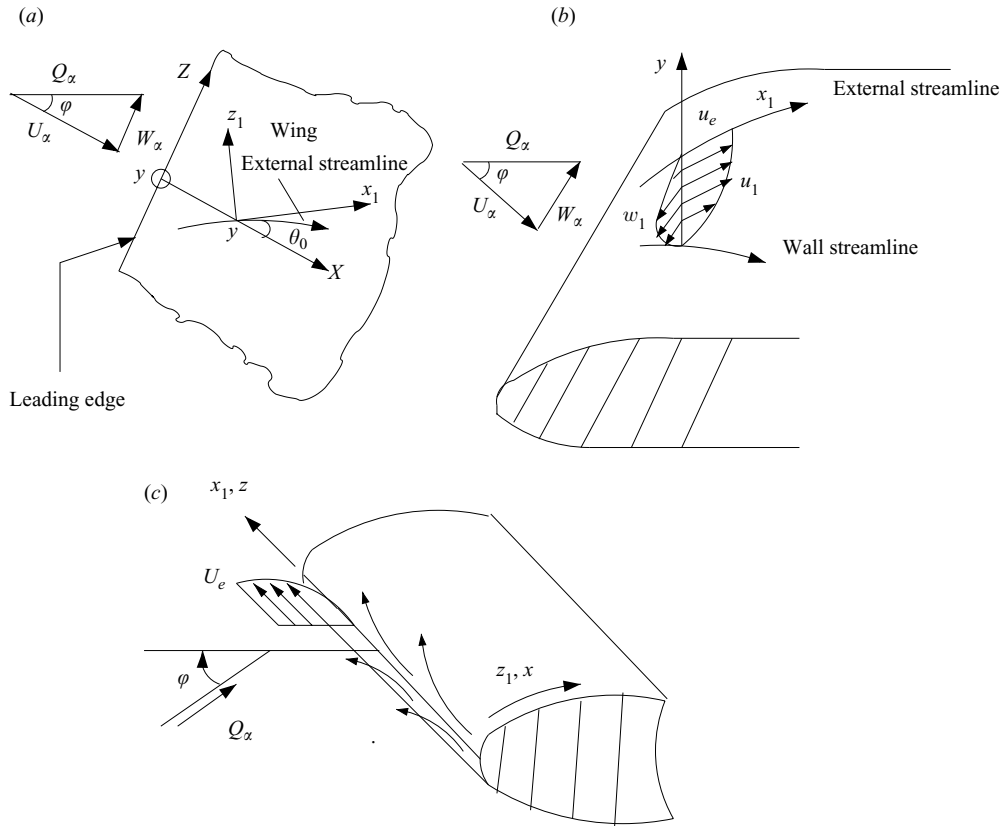 (a)
Q_α
φ
U_α
W_α
Z
y
z_1
Wing
External streamline
x_1
y
θ_0
X
Leading edge
(b)
y
External streamline
u_e
x_1
Q_α
φ
U_α
W_α
w_1
u_1
Wall streamline
(c)
x_1, z
U_e
φ
Q_α
z_1, x